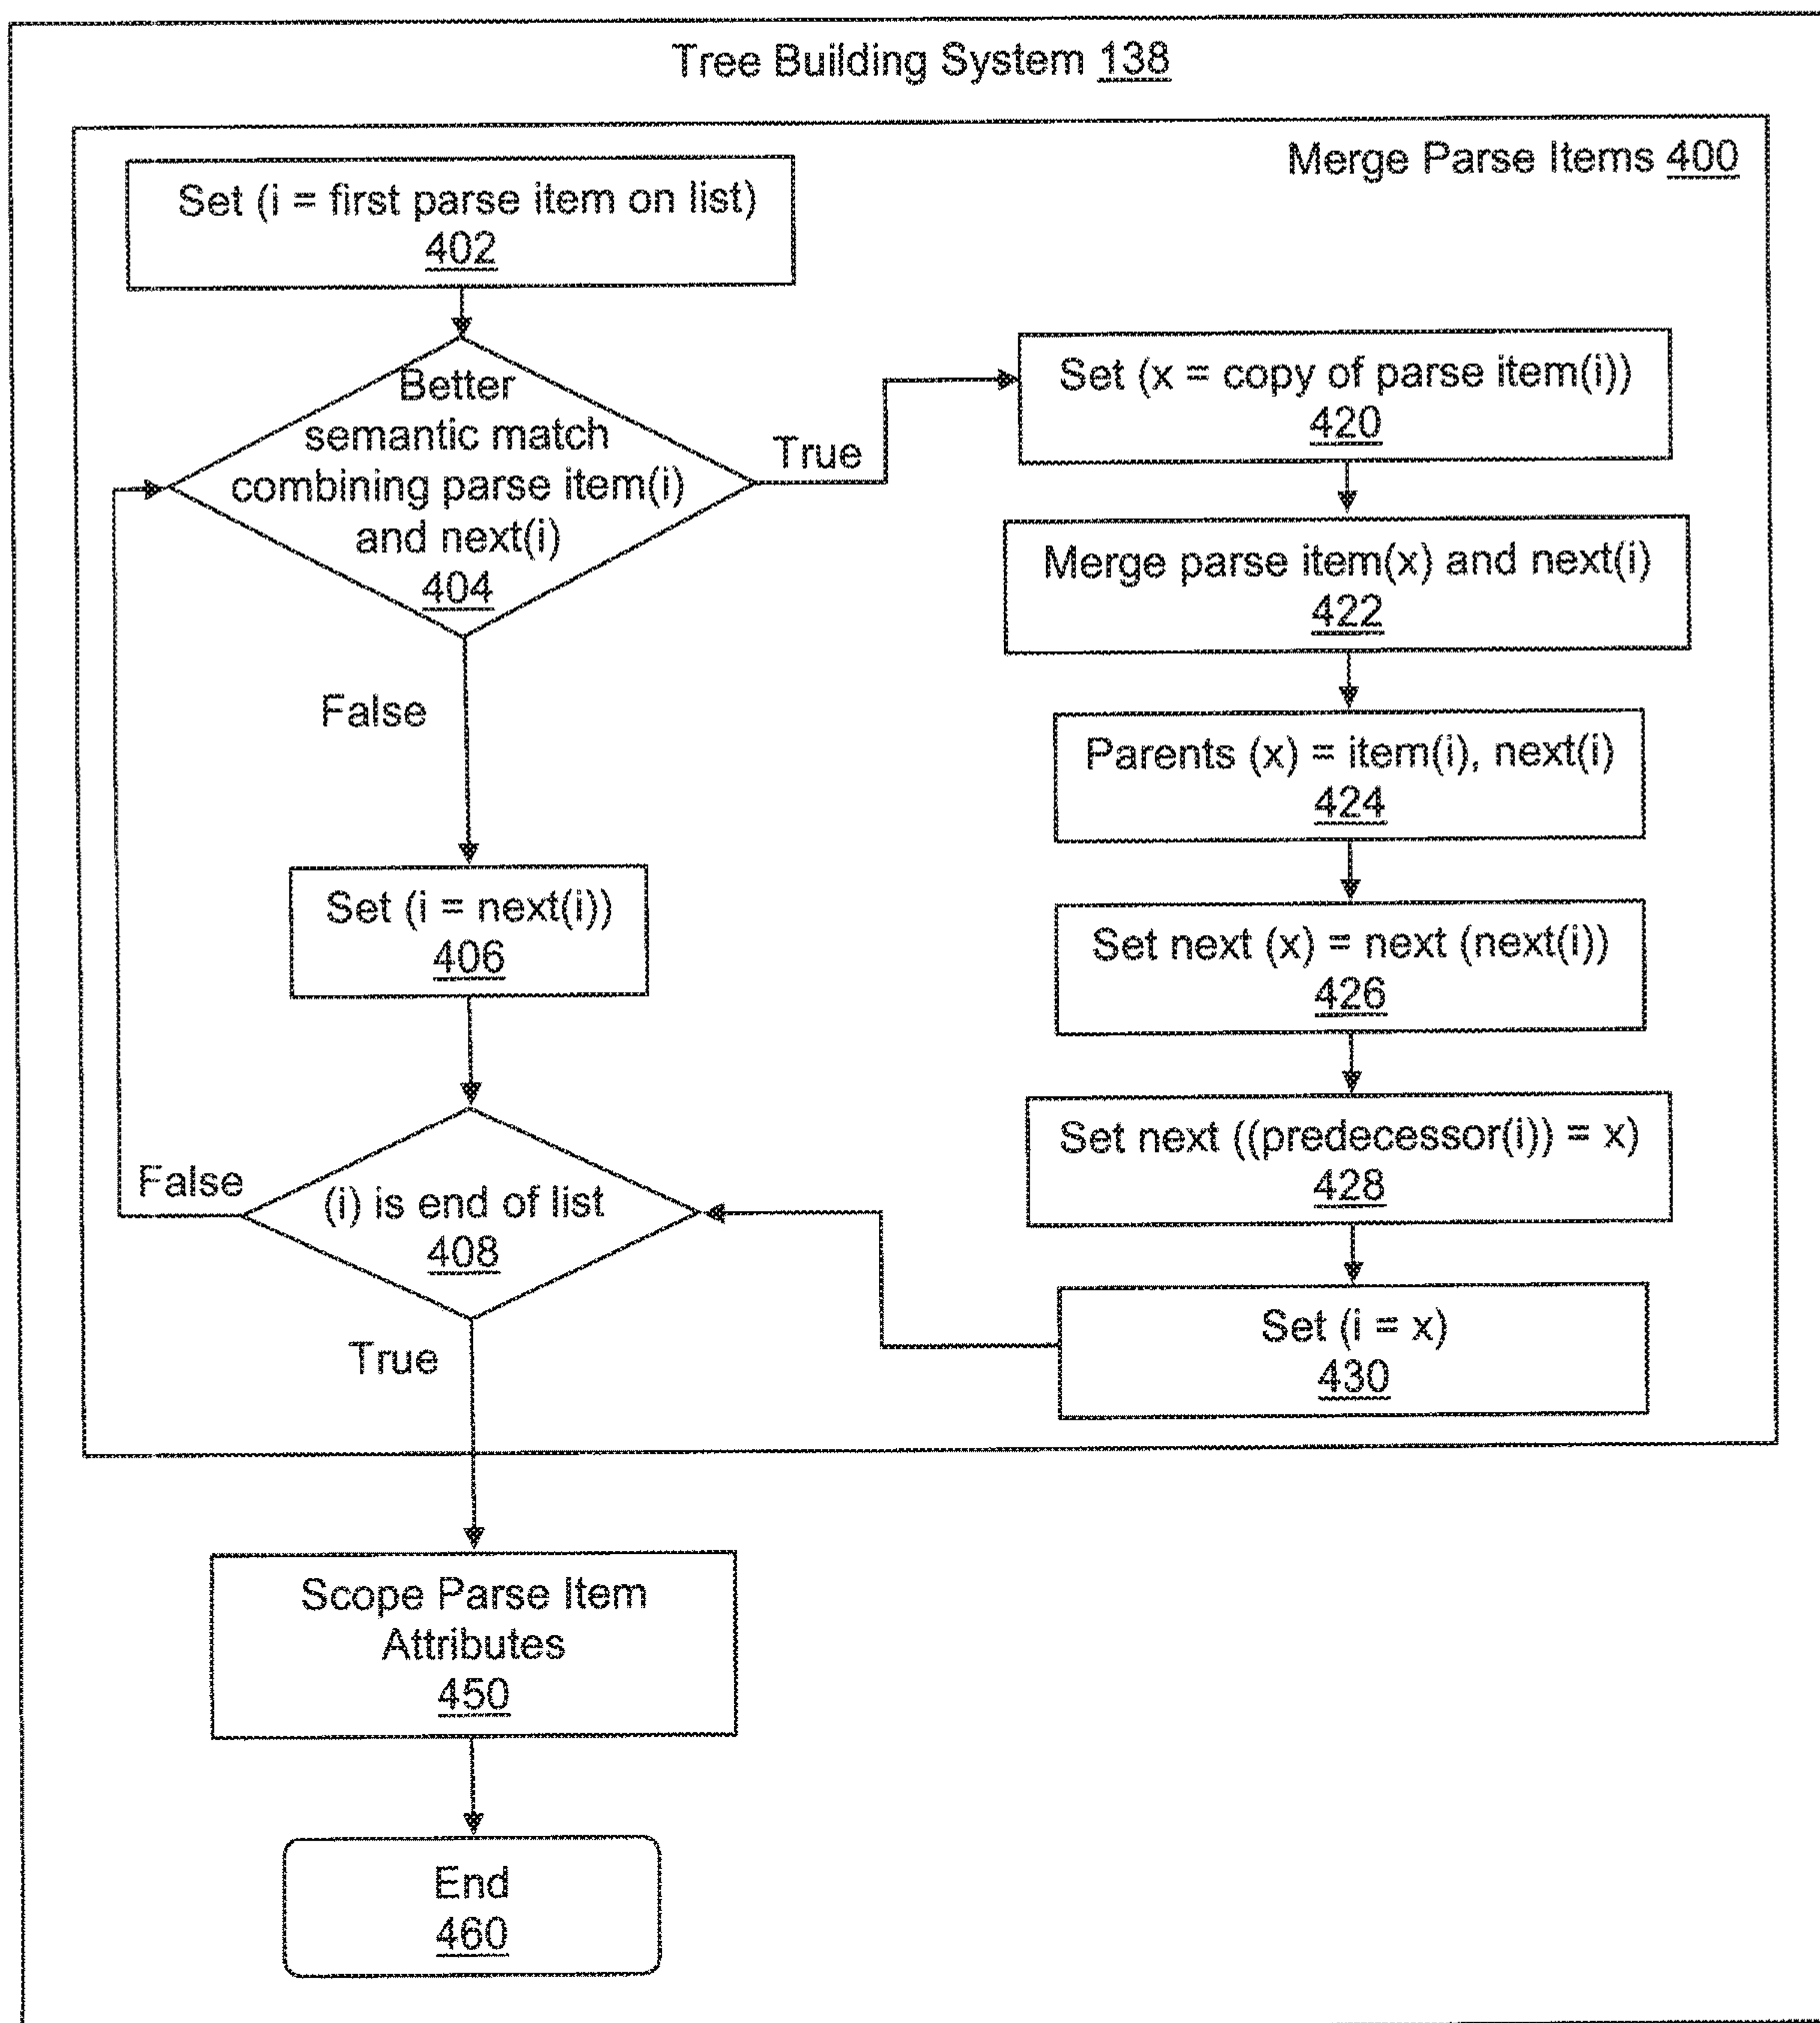 Tree Building System 138
Merge Parse Items 400
Set (i = first parse item on list)
402
Better
semantic match
combining parse item(i)
and next(i)
404
True
False
Set (i = next(i))
406
(i) is end of list
408
False
True
Set (x = copy of parse item(i))
420
Merge parse item(x) and next(i)
422
Parents (x) = item(i), next(i)
424
Set next (x) = next (next(i))
426
Set next ((predecessor(i)) = x)
428
Set (i = x)
430
Scope Parse Item
Attributes
450
End
460